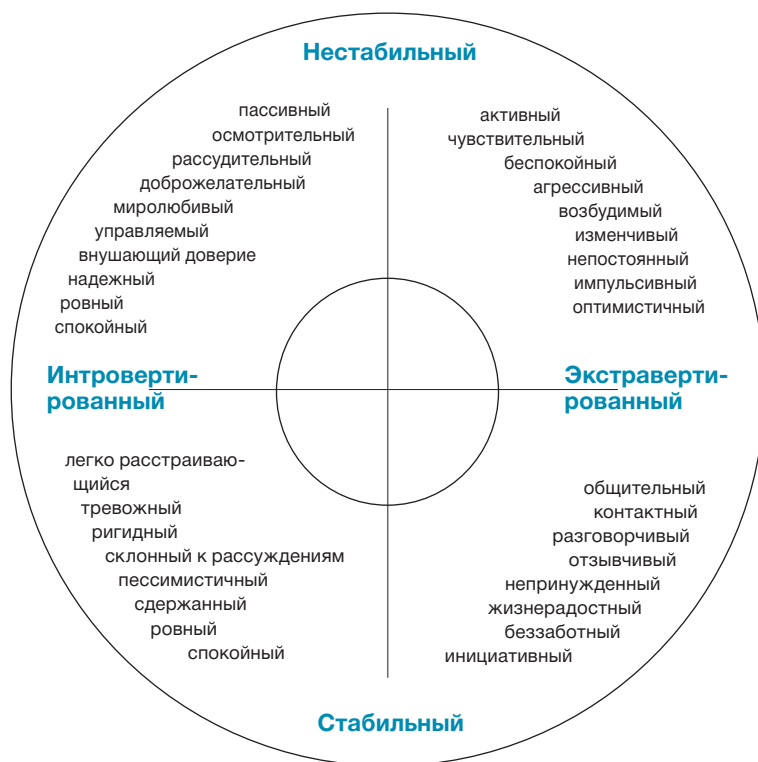 Нестабильный
пассивный
осмотрительный
рассудительный
доброжелательный
миролюбивый
управляемый
внушающий доверие
надежный
ровный
спокойный
активный
чувствительный
беспокойный
агрессивный
возбудимый
изменчивый
непостоянный
импульсивный
оптимистичный
Интроверти-
рованный
Экстраверти-
рованный
легко расстраиваю-
щийся
тревожный
ригидный
склонный к рассуждениям
пессимистичный
сдержанный
ровный
спокойный
общительный
контактный
разговорчивый
отзывчивый
непринужденный
жизнерадостный
беззаботный
инициативный
Стабильный